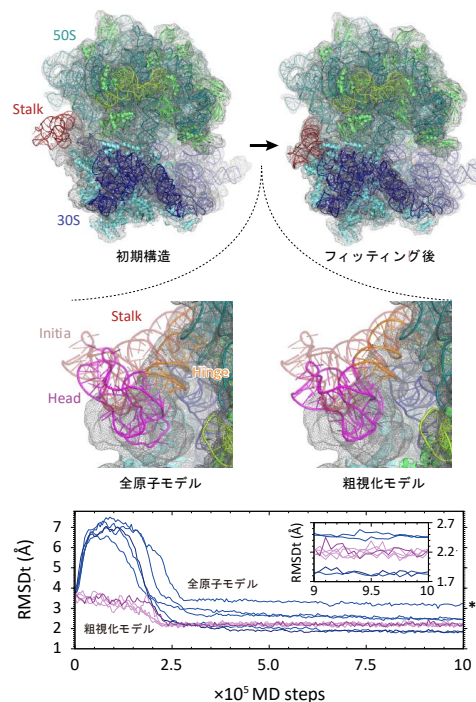 50S
Stalk
30S
初期構造
フィッティング後
Stalk
Initia
Hinge
Head
全原子モデル
粗視化モデル
RMSDt (Å)
7
6
5
4
3
2
1
全原子モデル
粗視化モデル
*
2.7
2.2
1.7
9
9.5
10
0
2.5
5
7.5
10
×10⁵ MD steps